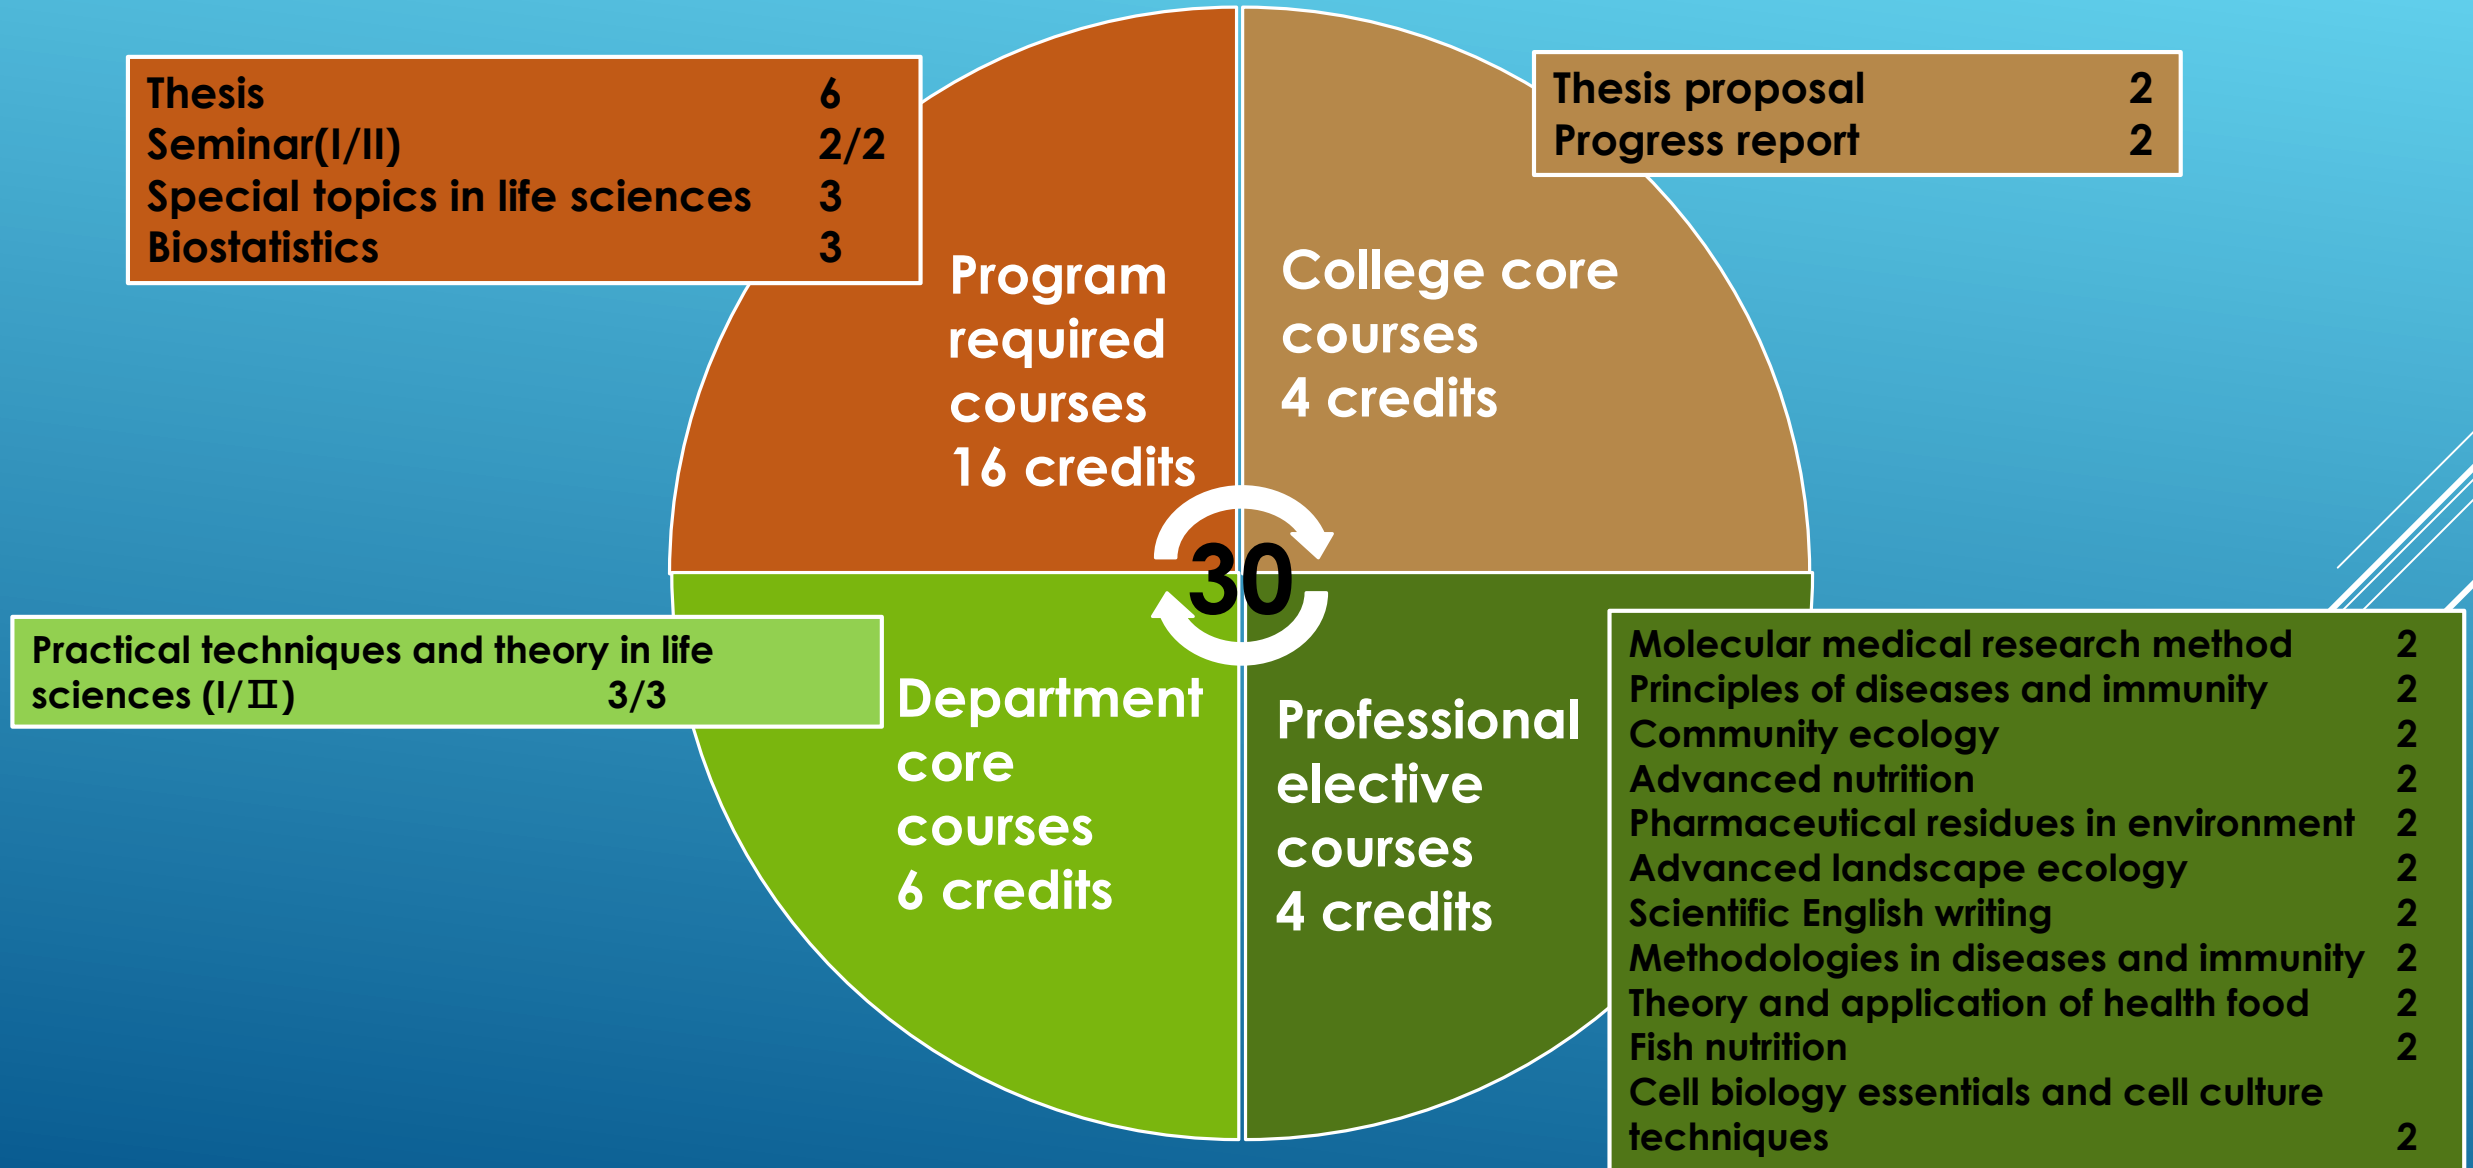 Thesis 6
Seminar(I/II) 2/2
Special topics in life sciences 3
Biostatistics 3
Thesis proposal 2
Progress report 2
Program
required
courses
16 credits
College core
courses
4 credits
30
Practical techniques and theory in life
sciences (I/Ⅱ) 3/3
Department
core
courses
6 credits
Professional
elective
courses
4 credits
Molecular medical research method 2
Principles of diseases and immunity 2
Community ecology 2
Advanced nutrition 2
Pharmaceutical residues in environment 2
Advanced landscape ecology 2
Scientific English writing 2
Methodologies in diseases and immunity 2
Theory and application of health food 2
Fish nutrition 2
Cell biology essentials and cell culture
techniques 2